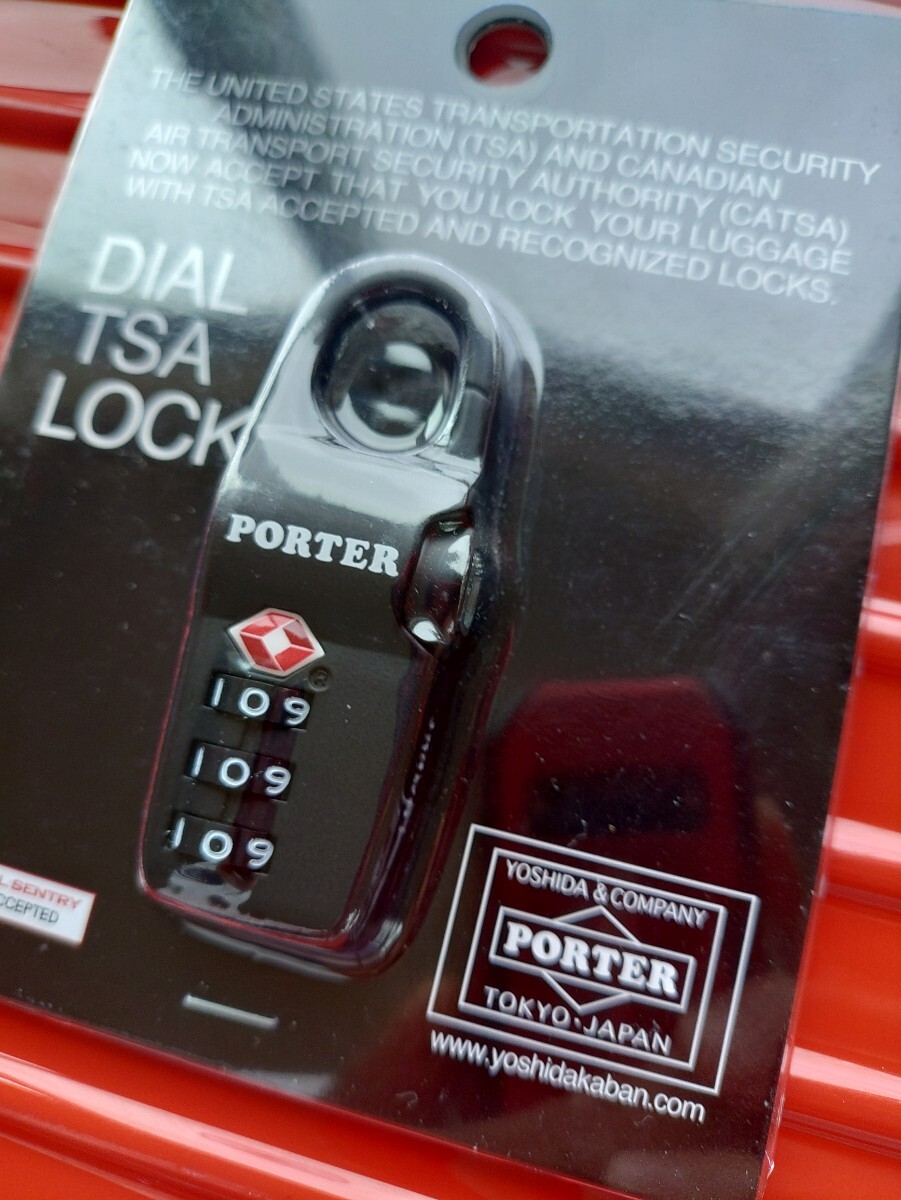 THE UNITED STATES TRANSPORTATION SECURITY
ADMINISTRATION (TSA) AND CANADIAN
AIR TRANSPORT SECURITY AUTHORITY (CATSA)
NOW ACCEPT THAT YOU LOCK YOUR LUGGAGE
WITH TSA ACCEPTED AND RECOGNIZED LOCKS.
DIAL
TSA
LOCK
PORTER
®
109
109
109
L SENTRY
CCEPTED
YOSHIDA & COMPANY
PORTER
TOKYO·JAPAN
www.yoshidakaban.com